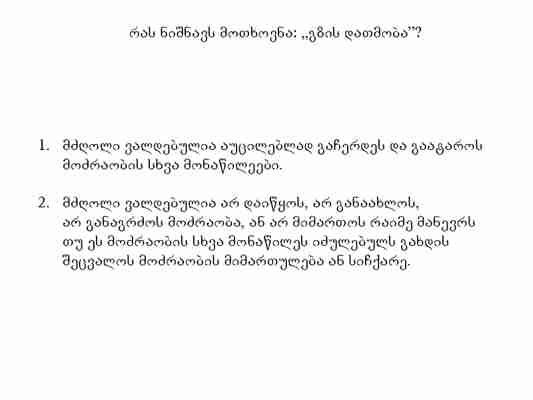 რას ნიშნავს მოთხოვნა: „გზის დათმობა”?
1. მძღოლი ვალდებულია აუცილებლად გაჩერდეს და გააგაროს
მოძრაობის სხვა მონაწილეები.
2. მძღოლი ვალდებულია არ დაიწყოს, არ განაახლოს,
არ განაგრძოს მოძრაობა, ან არ მიმართოს რაიმე მანევრს
თუ ეს მოძრაობის სხვა მონაწილეს იძულებულს გახდის
შეცვალოს მოძრაობის მიმართულება ან სიჩქარე.